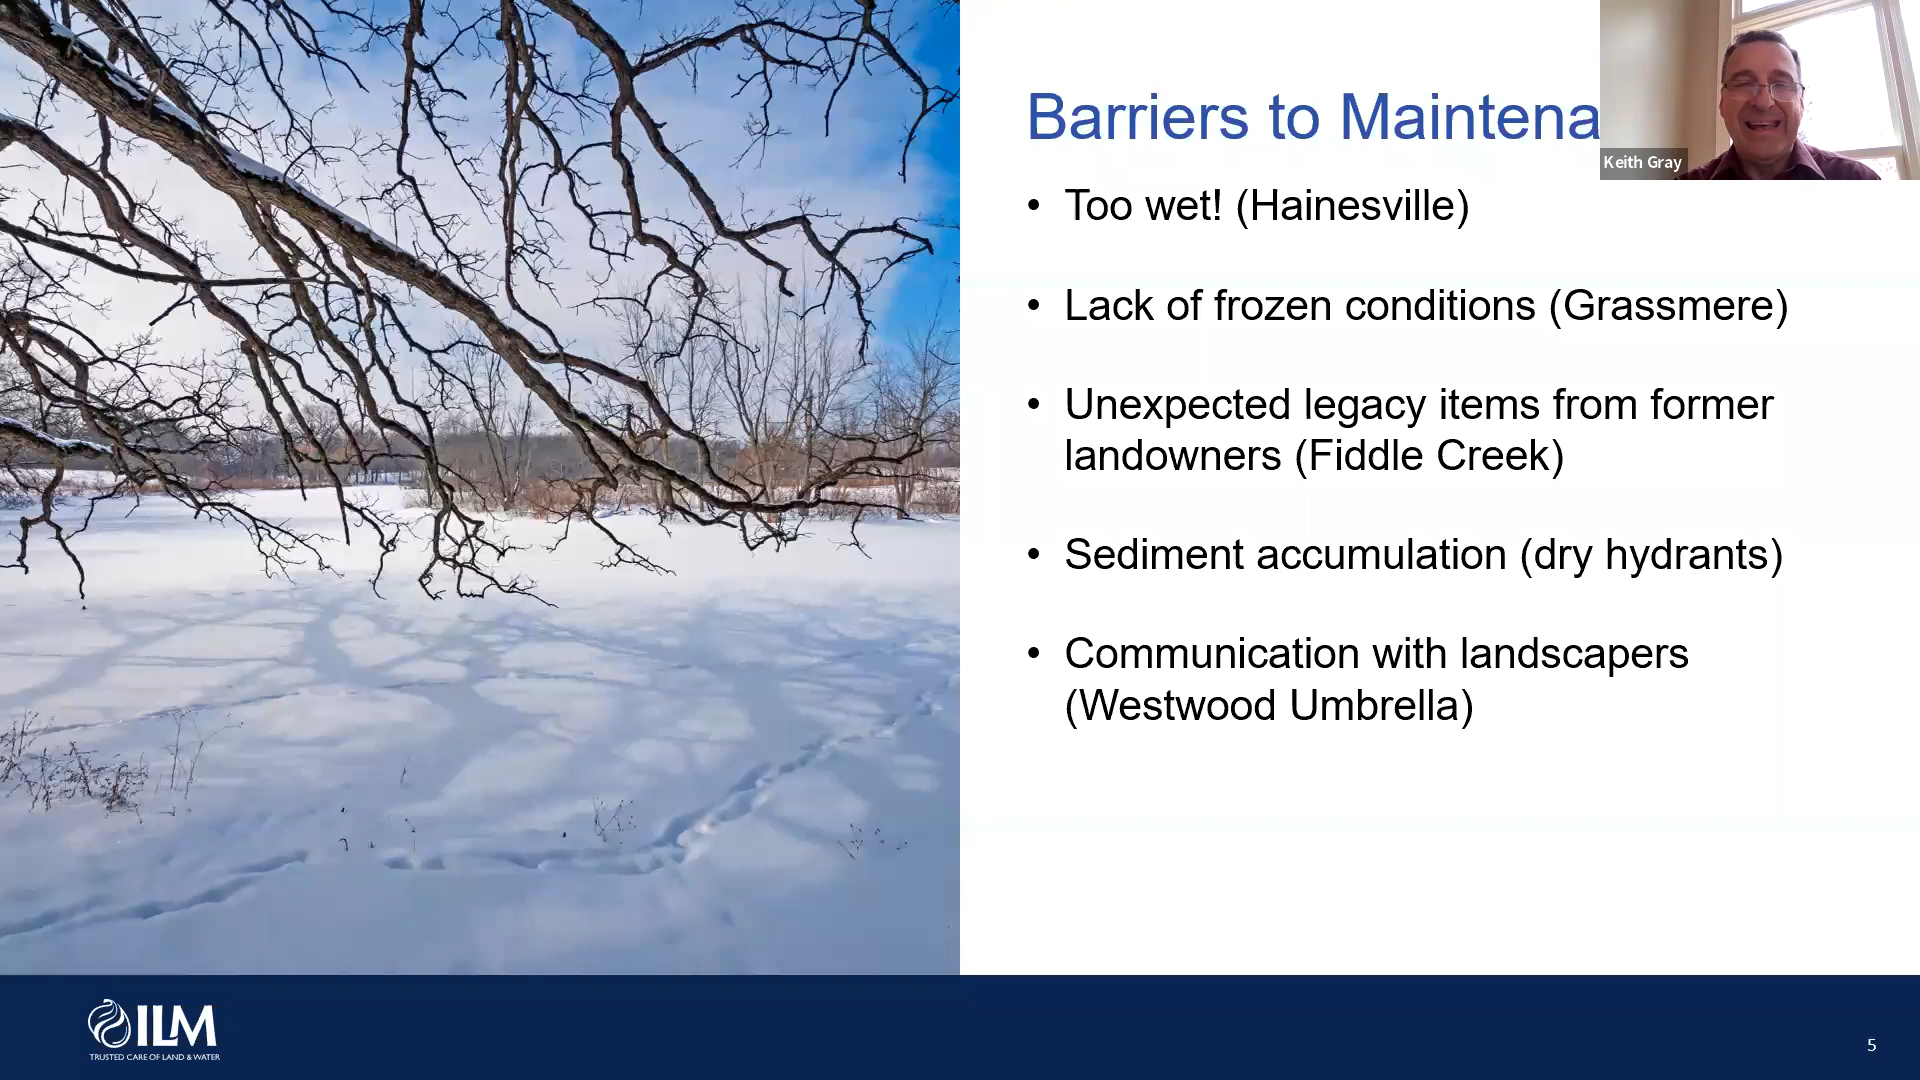 Barriers to Maintena
Keith Gray
• Too wet! (Hainesville)
• Lack of frozen conditions (Grassmere)
• Unexpected legacy items from former
landowners (Fiddle Creek)
• Sediment accumulation (dry hydrants)
• Communication with landscapers
(Westwood Umbrella)
ILM
TRUSTED CARE OF LAND & WATER
5